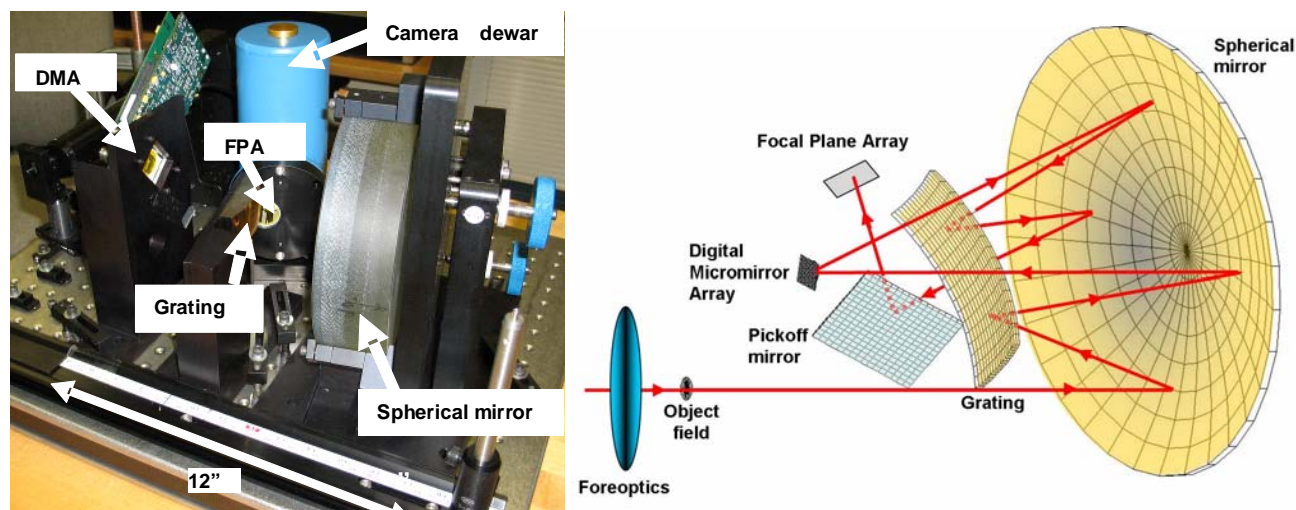 Camera dewar
DMA
FPA
Grating
Spherical mirror
12”
Spherical
mirror
Focal Plane Array
Digital
Micromirror
Array
Pickoff
mirror
Grating
Object
field
Foreoptics